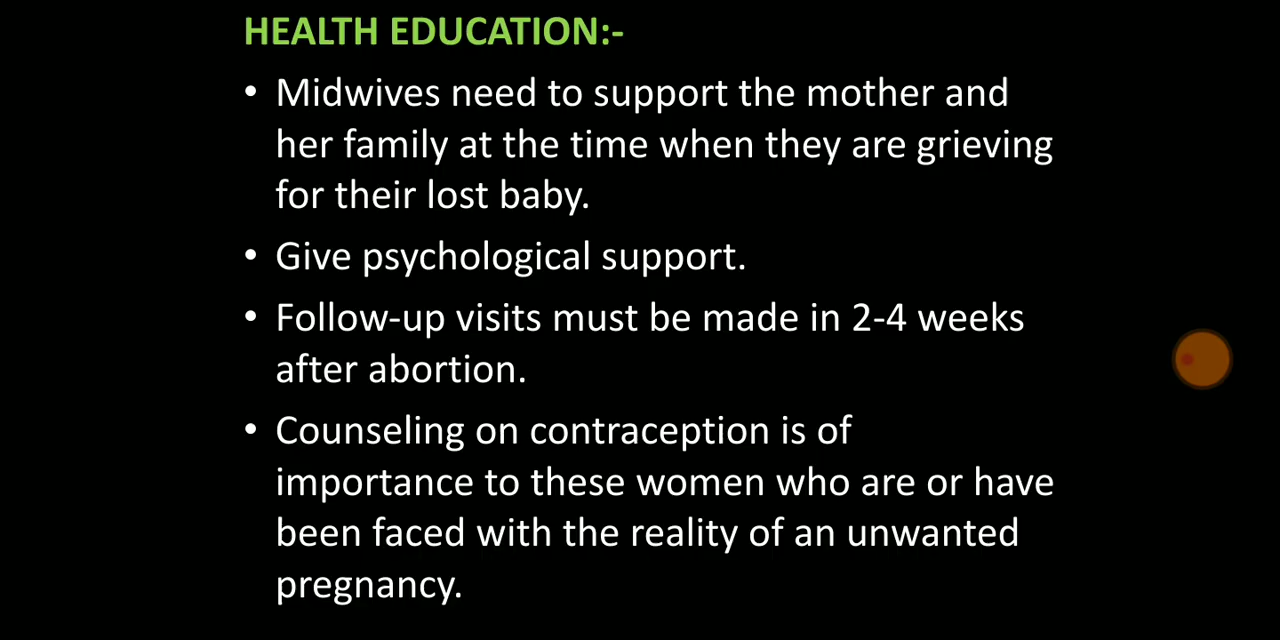 HEALTH EDUCATION:-
• Midwives need to support the mother and
her family at the time when they are grieving
for their lost baby.
• Give psychological support.
• Follow-up visits must be made in 2-4 weeks
after abortion.
• Counseling on contraception is of
importance to these women who are or have
been faced with the reality of an unwanted
pregnancy.